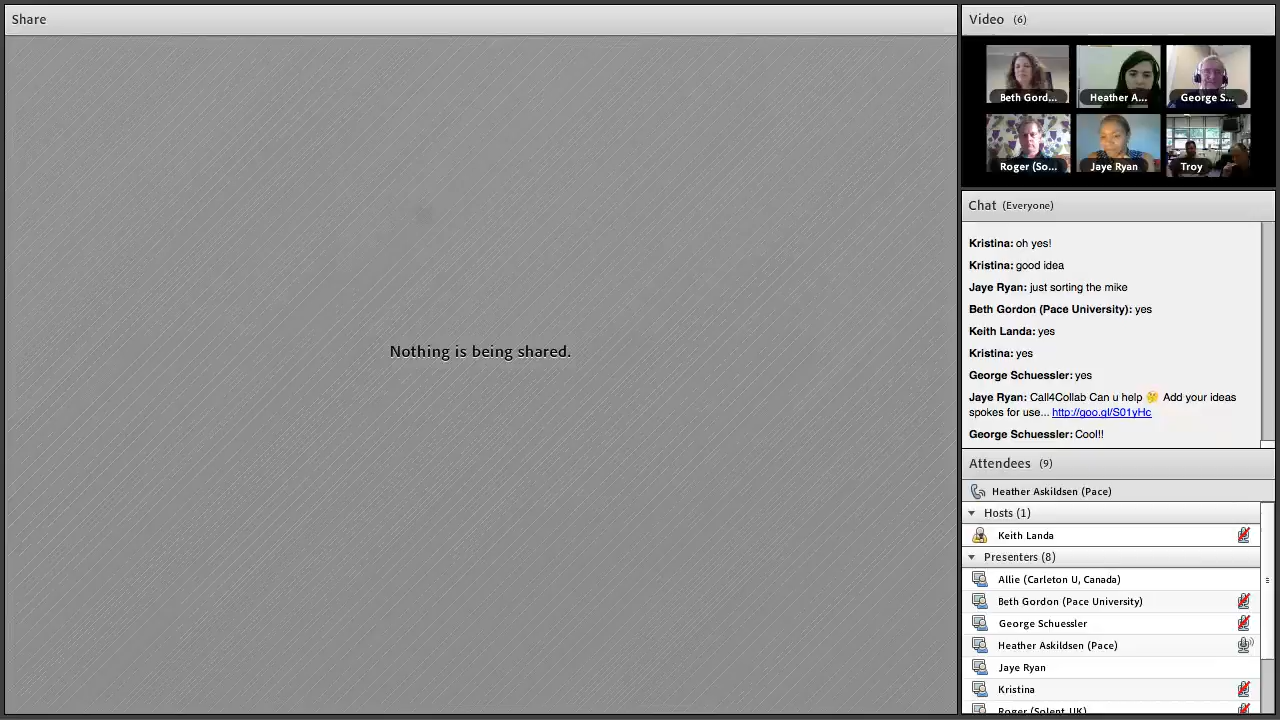 Share
Nothing is being shared.
Video (6)
Beth Gord...
Heather A...
George S...
Roger (So...
Jaye Ryan
Troy
Chat (Everyone)
Kristina: oh yes!
Kristina: good idea
Jaye Ryan: just sorting the mike
Beth Gordon (Pace University): yes
Keith Landa: yes
Kristina: yes
George Schuessler: yes
Jaye Ryan: Call4Collab Can u help 🤔 Add your ideas
spokes for use... http://goo.gl/S01yHc
George Schuessler: Cool!!
Attendees (9)
Heather Askildsen (Pace)
Hosts (1)
Keith Landa
Presenters (8)
Allie (Carleton U, Canada)
Beth Gordon (Pace University)
George Schuessler
Heather Askildsen (Pace)
Jaye Ryan
Kristina
Roger (Solent UK)